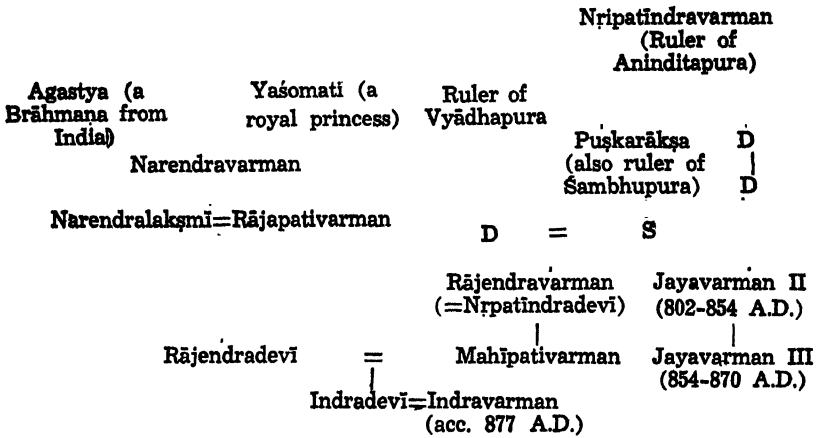 Nṛipatīndravarman
(Ruler of
Aninditapura)
Agastya (a
Brāhmaṇa from
India)
Yaśomatī (a
royal princess)
Ruler of
Vyādhapura
Puṣkarākṣa
(also ruler of
Śambhupura)
D
D
Narendravarman
Narendralakṣmī=Rājapativarman
D = S
Rājendravarman
(=Nṛpatīndradevī)
Jayavarman II
(802-854 A.D.)
Rājendradevī = Mahīpativarman
Jayavarman III
(854-870 A.D.)
Indradevī=Indravarman
(acc. 877 A.D.)